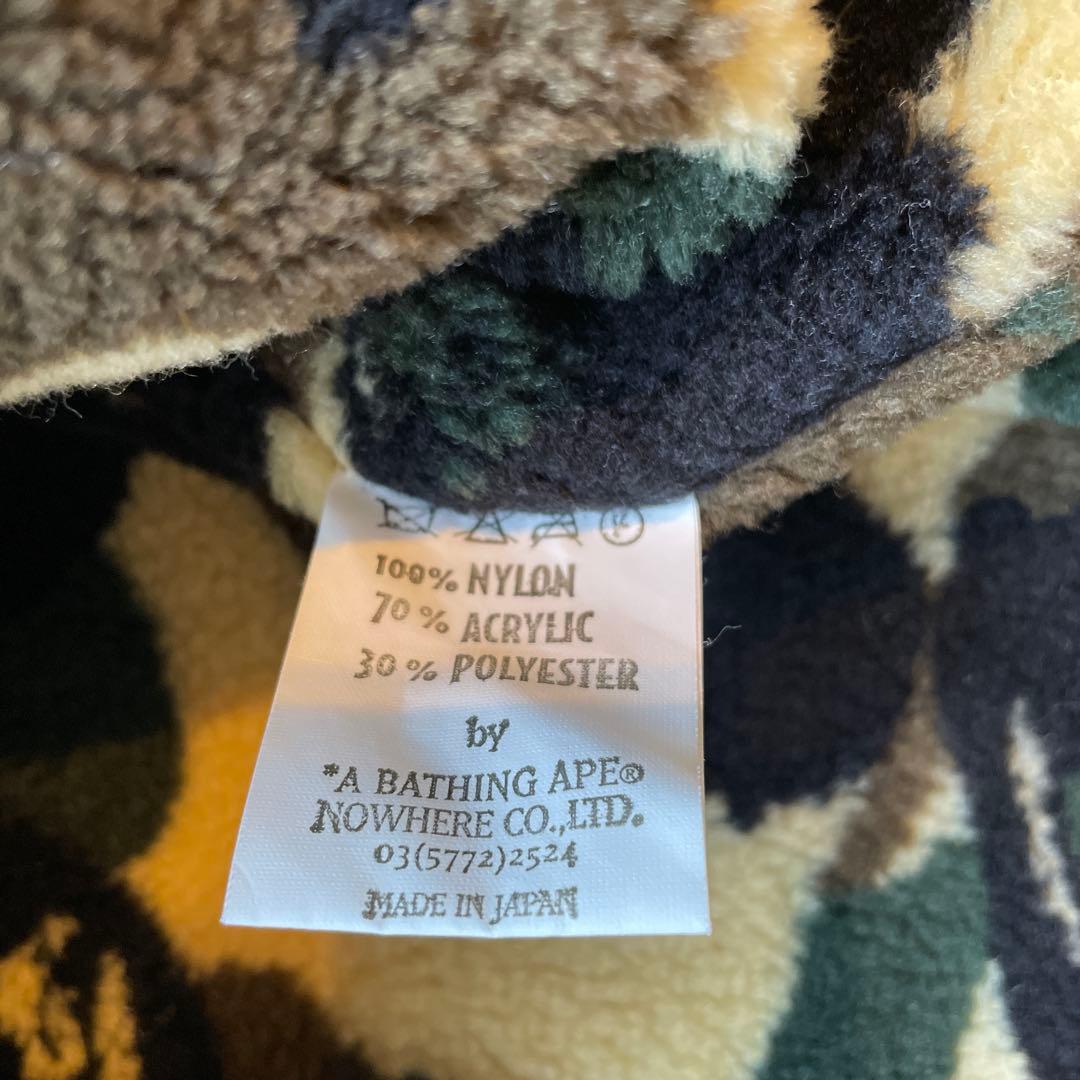 100% NYLON
70% ACRYLIC
30% POLYESTER
by
*A BATHING APE®
NOWHERE CO.,LTD.
03(5772)2524
MADE IN JAPAN